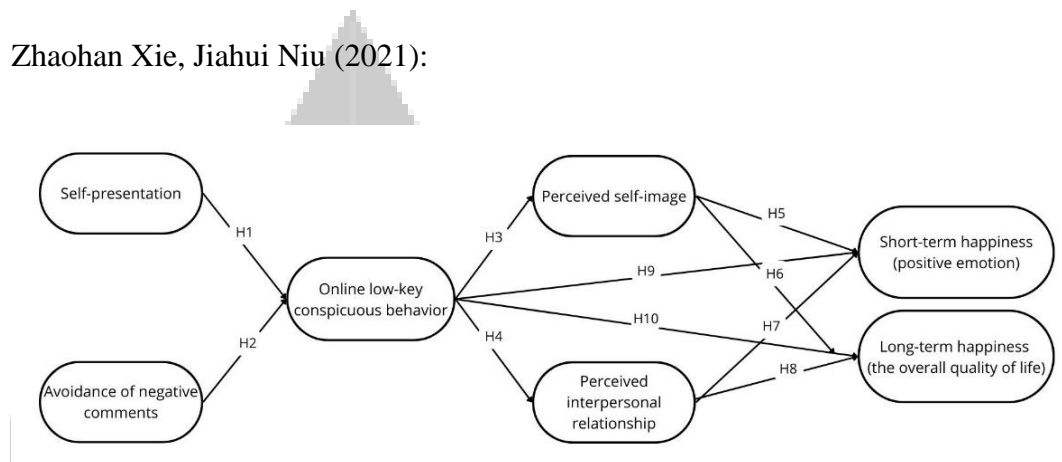 Zhaohan Xie, Jiahui Niu (2021):
Self-presentation
H1
Avoidance of negative
comments
H2
Online low-key
conspicuous behavior
H3
H4
Perceived self-image
Perceived
interpersonal
relationship
H5
H6
H9
H10
H7
H8
Short-term happiness
(positive emotion)
Long-term happiness
(the overall quality of life)